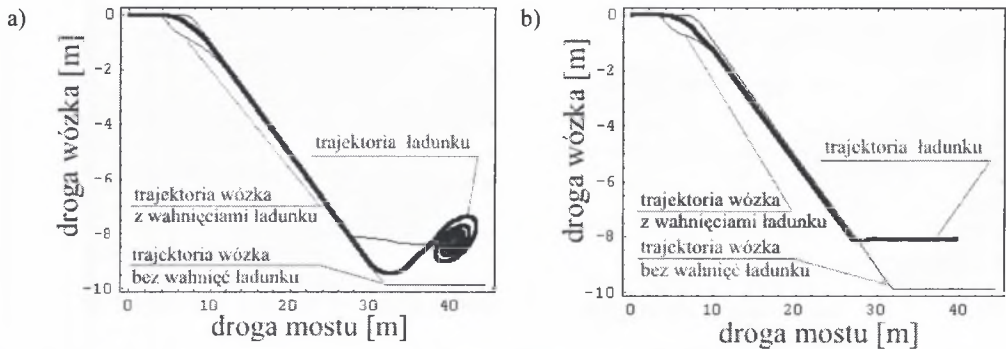 a)
droga wózka [m]
0
-2
-4
-6
-8
-10
trajektoria ładunku
trajektoria wózka
z wahnięciami ładunku
trajektoria wózka
bez wahnięć ładunku
0
10
20
30
40
droga mostu [m]
b)
droga wózka [m]
0
-2
-4
-6
-8
-10
trajektoria ładunku
trajektoria wózka
z wahnięciami ładunku
trajektoria wózka
bez wahnięć ładunku
0
10
20
30
40
droga mostu [m]